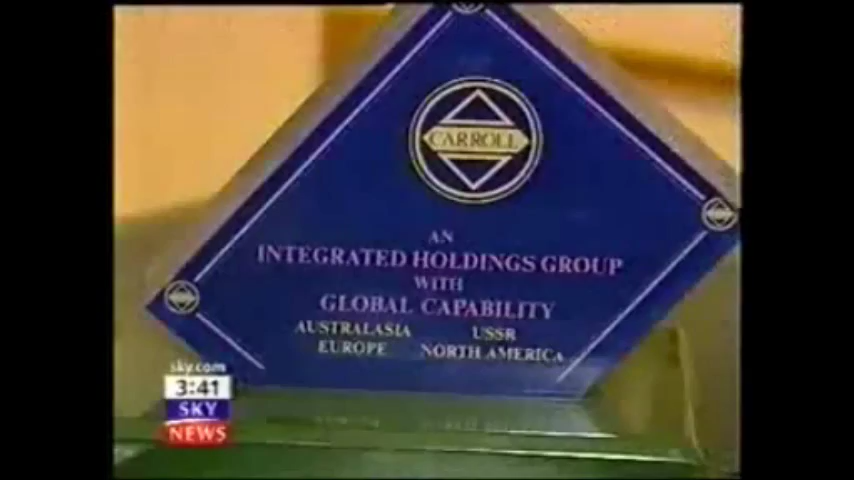 CARROLL
AN
INTEGRATED HOLDINGS GROUP
WITH
GLOBAL CAPABILITY
AUSTRALASIA USSR
EUROPE NORTH AMERICA
sky.com
3:41
SKY
NEWS